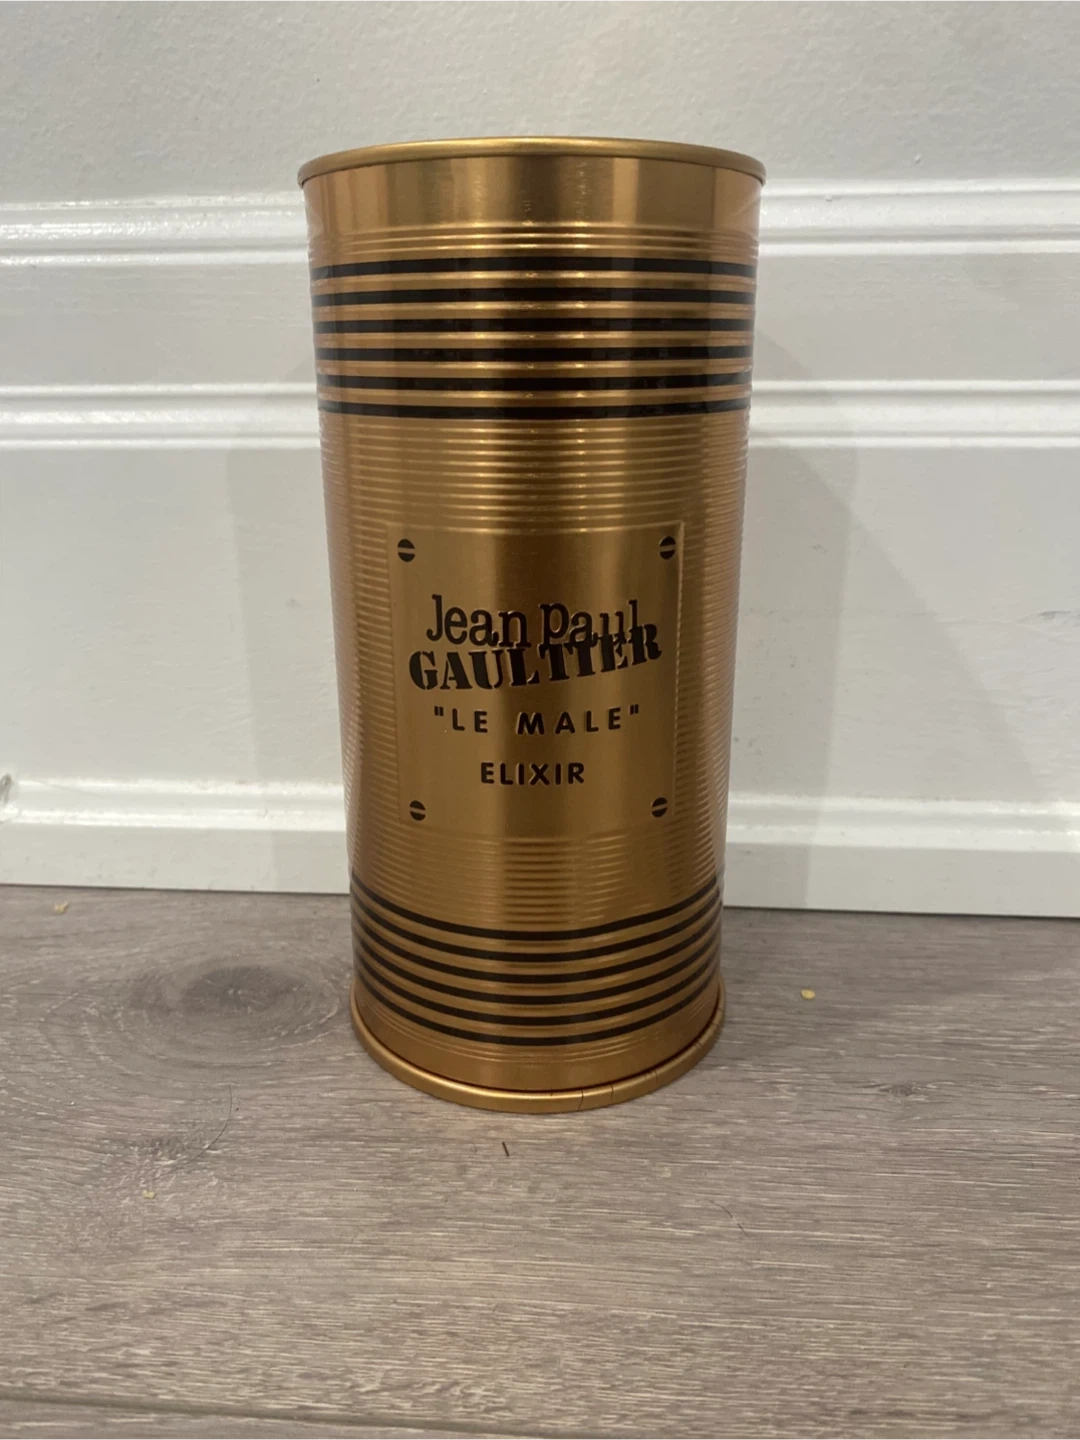 Jean Paul
GAULTIER
"LE MALE"
ELIXIR